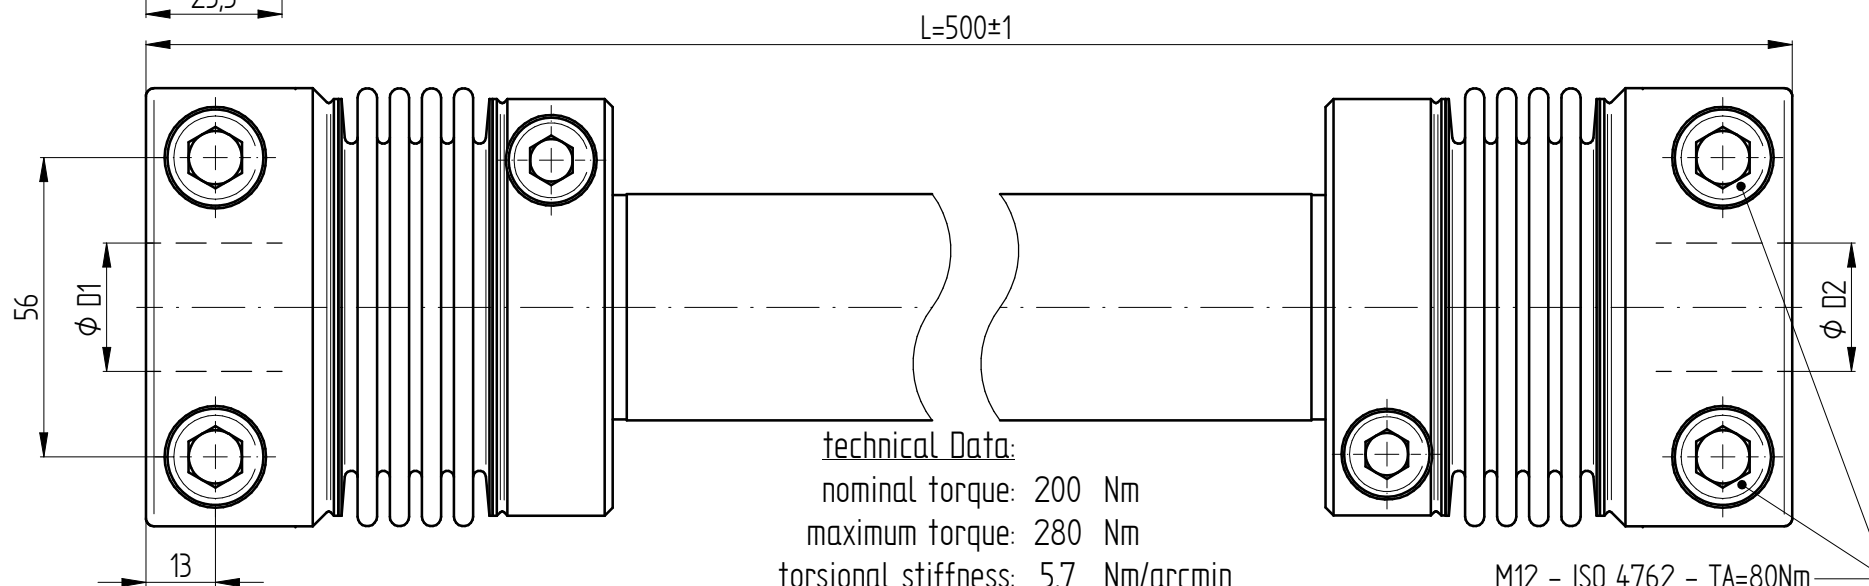 L=500±1
56
ϕ D1
ϕ D2
technical Data:
nominal torque: 200 Nm
maximum torque: 280 Nm
13
torsional stiffness: 5,7 Nm/arcmin
M12 - ISO 4762 - TA=80Nm